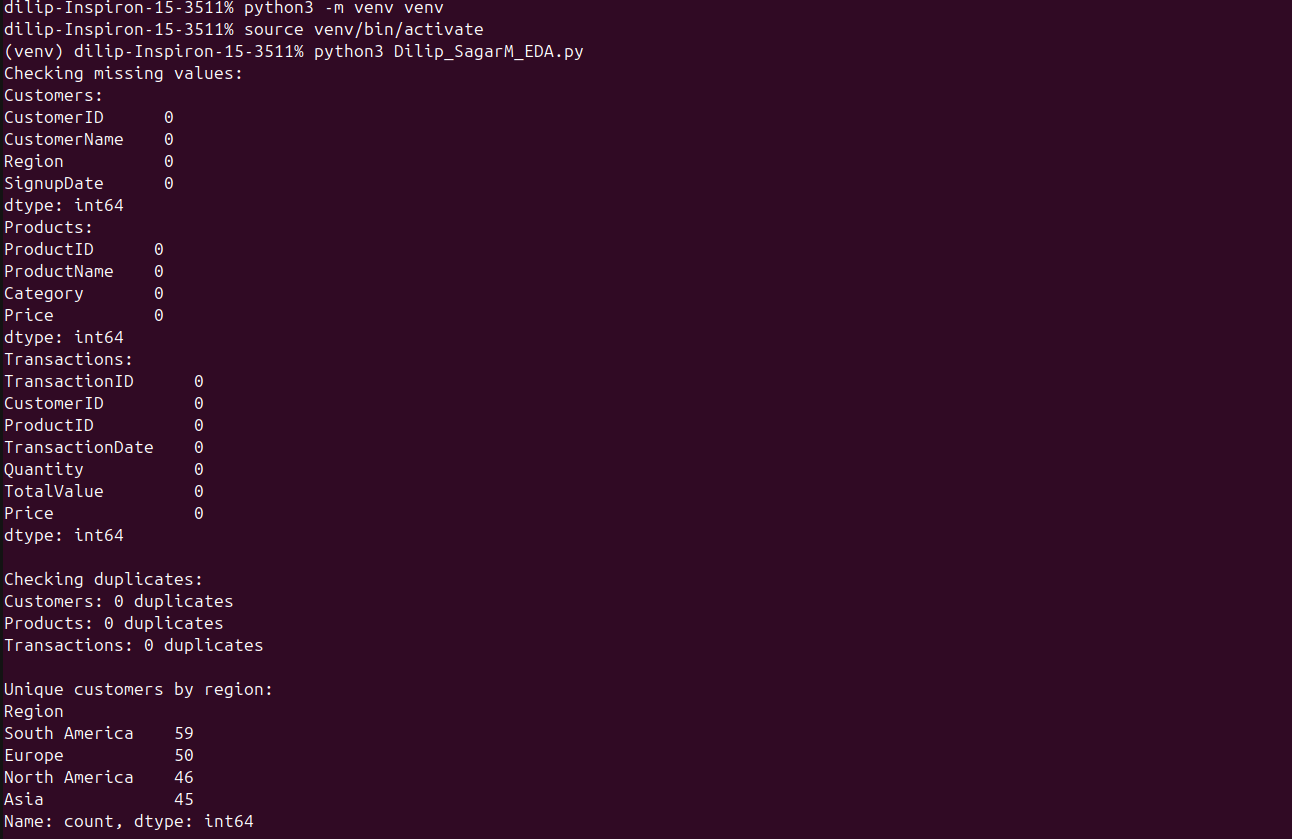 dilip-Inspiron-15-3511% python3 -m venv venv
dilip-Inspiron-15-3511% source venv/bin/activate
(venv) dilip-Inspiron-15-3511% python3 Dilip_SagarM_EDA.py
Checking missing values:
Customers:
CustomerID      0
CustomerName    0
Region          0
SignupDate      0
dtype: int64
Products:
ProductID      0
ProductName    0
Category       0
Price          0
dtype: int64
Transactions:
TransactionID      0
CustomerID         0
ProductID          0
TransactionDate    0
Quantity           0
TotalValue         0
Price              0
dtype: int64

Checking duplicates:
Customers: 0 duplicates
Products: 0 duplicates
Transactions: 0 duplicates

Unique customers by region:
Region
South America    59
Europe           50
North America    46
Asia             45
Name: count, dtype: int64